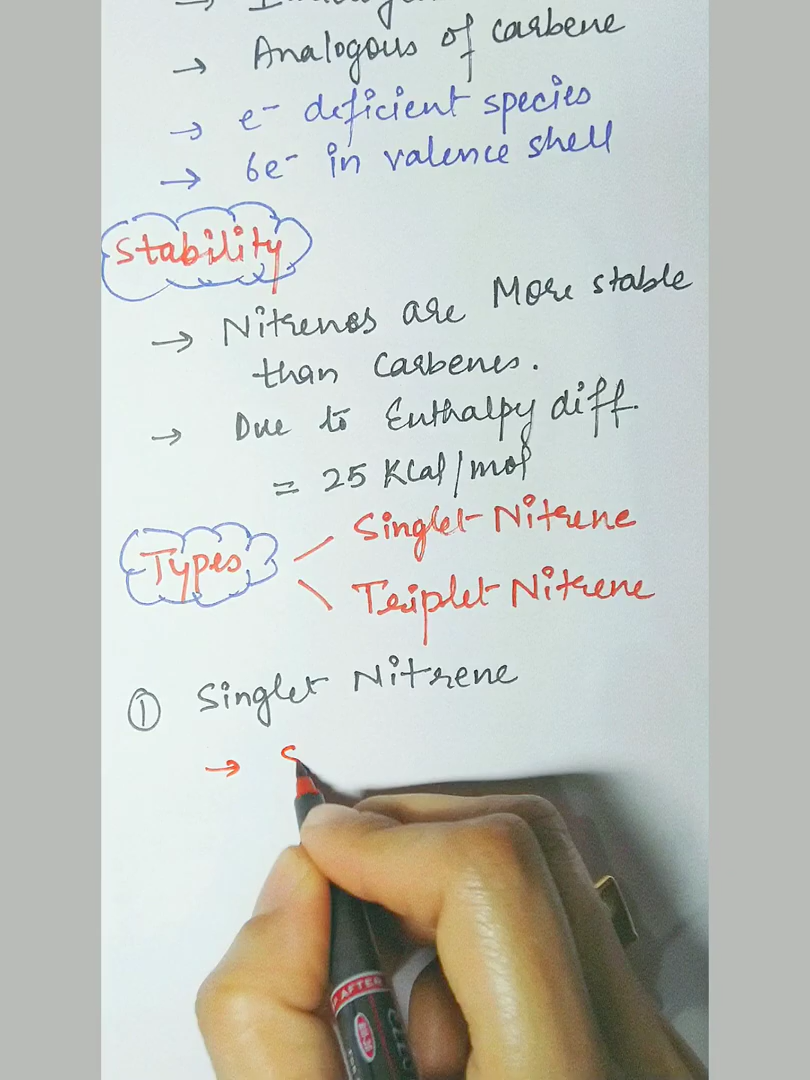 → Analogous of carbene
→ e⁻ deficient species
→ 6e⁻ in valence shell
Stability
→ Nitrenes are More stable
than Carbenes.
→ Due to Enthalpy diff.
= 25 Kcal/mol
Types
Singlet Nitrene
Triplet Nitrene
① Singlet Nitrene
→ S
AFTER